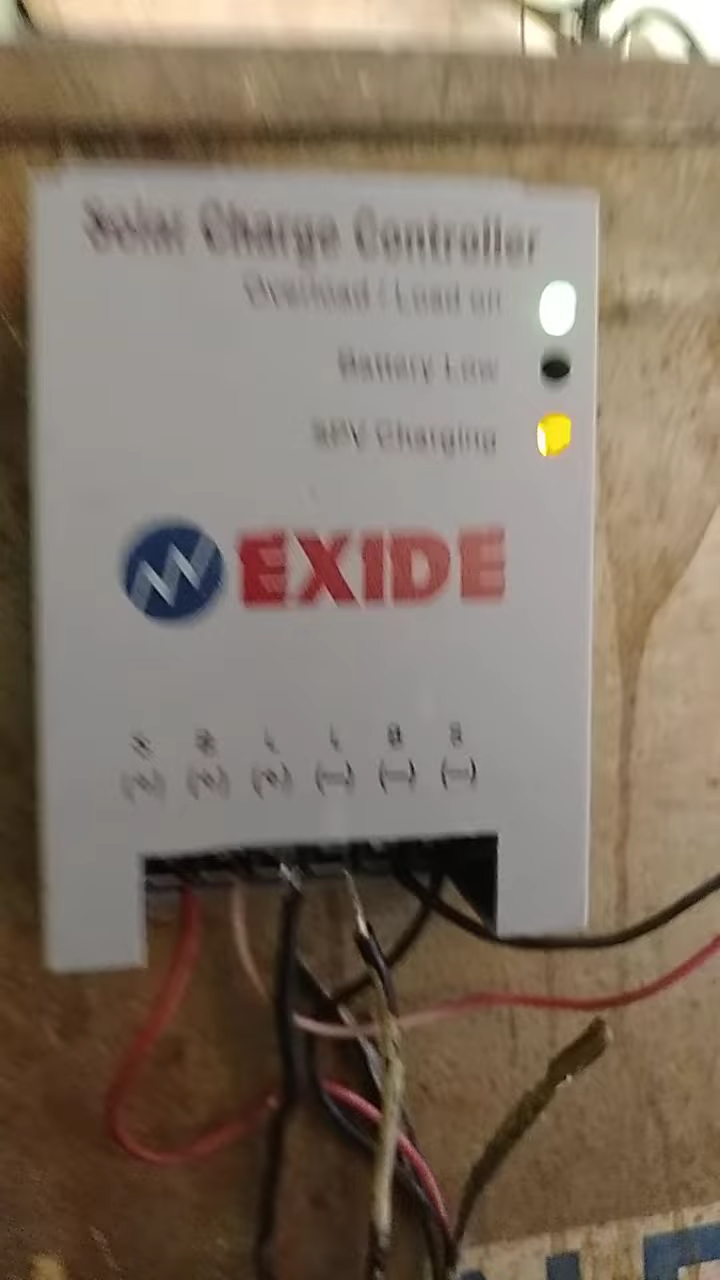 Solar Charge Controller
Overload / Load on
Battery Low
SPV Charging
EXIDE